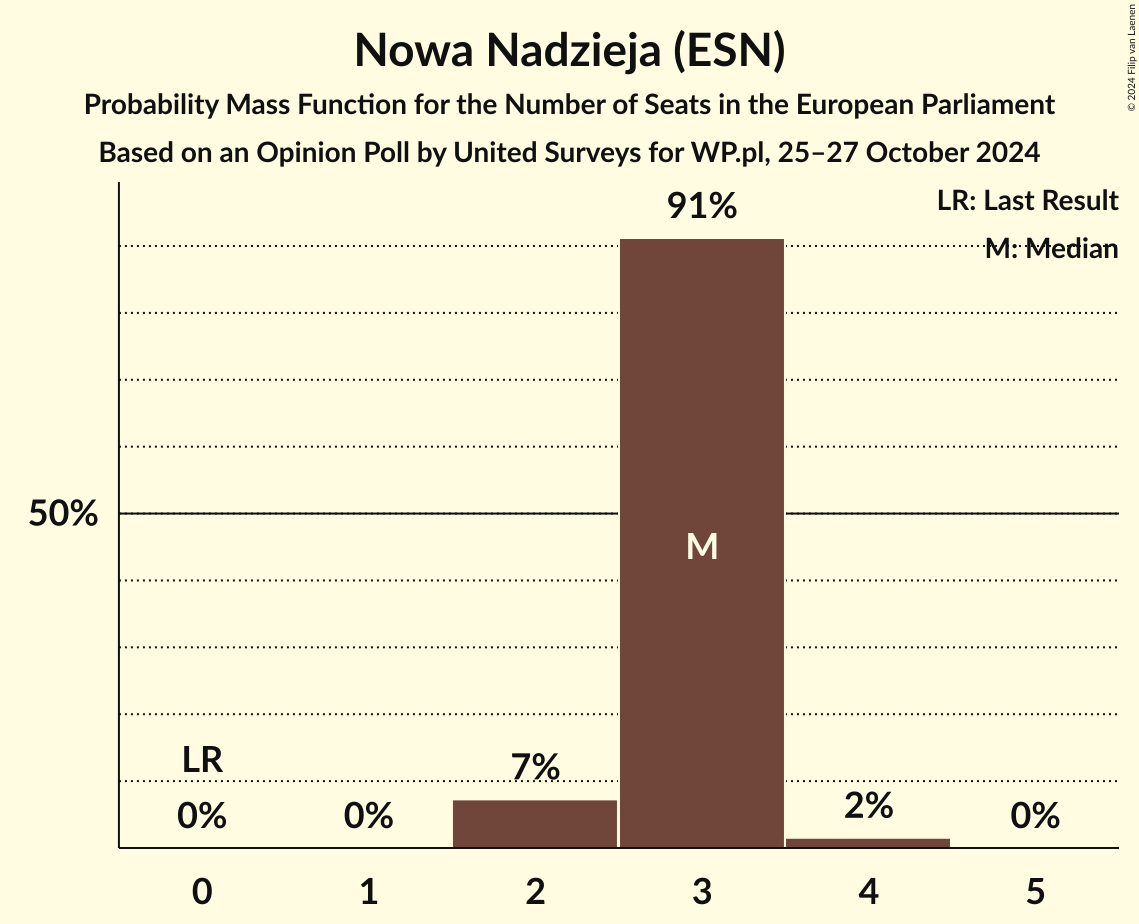 Nowa Nadzieja (ESN)
Probability Mass Function for the Number of Seats in the European Parliament
Based on an Opinion Poll by United Surveys for WP.pl, 25–27 October 2024
© 2024 Filip van Laenen
LR: Last Result
M: Median
91%
50%
M
LR
7%
0%
0%
2%
0%
0 1 2 3 4 5